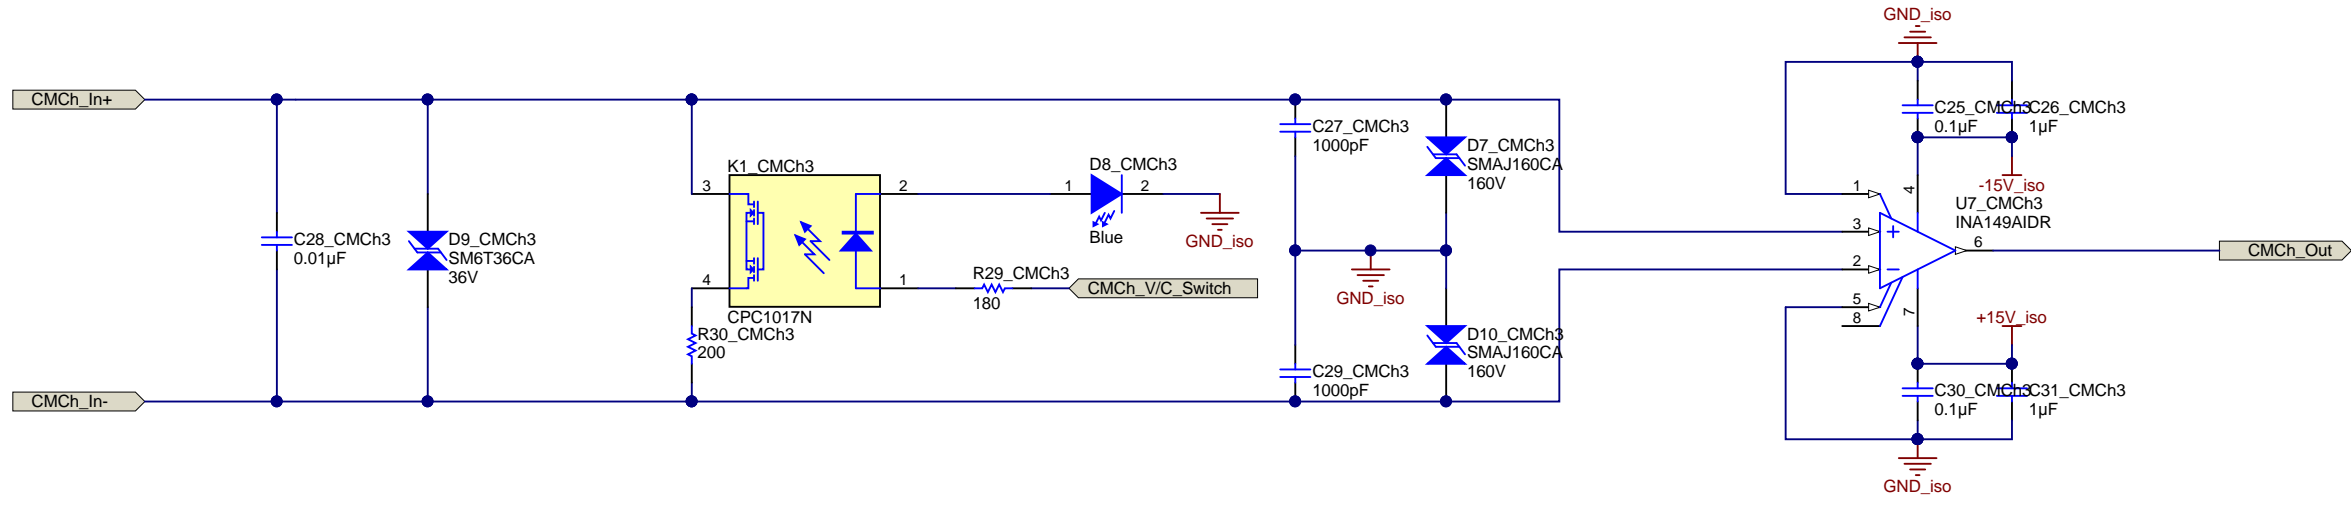 GND_iso
CMCh_In+
C25_CMCh3
0.1µF
C26_CMCh3
1µF
C27_CMCh3
1000pF
D7_CMCh3
SMAJ160CA
160V
K1_CMCh3
3
2
D8_CMCh3
1
2
Blue
GND_iso
1
4
-15V_iso
U7_CMCh3
INA149AIDR
C28_CMCh3
0.01µF
D9_CMCh3
SM6T36CA
36V
3
+
6
CMCh_Out
2
−
4
1
R29_CMCh3
180
CMCh_V/C_Switch
GND_iso
5
8
7
+15V_iso
CPC1017N
R30_CMCh3
200
D10_CMCh3
SMAJ160CA
160V
C29_CMCh3
1000pF
C30_CMCh3
0.1µF
C31_CMCh3
1µF
CMCh_In-
GND_iso